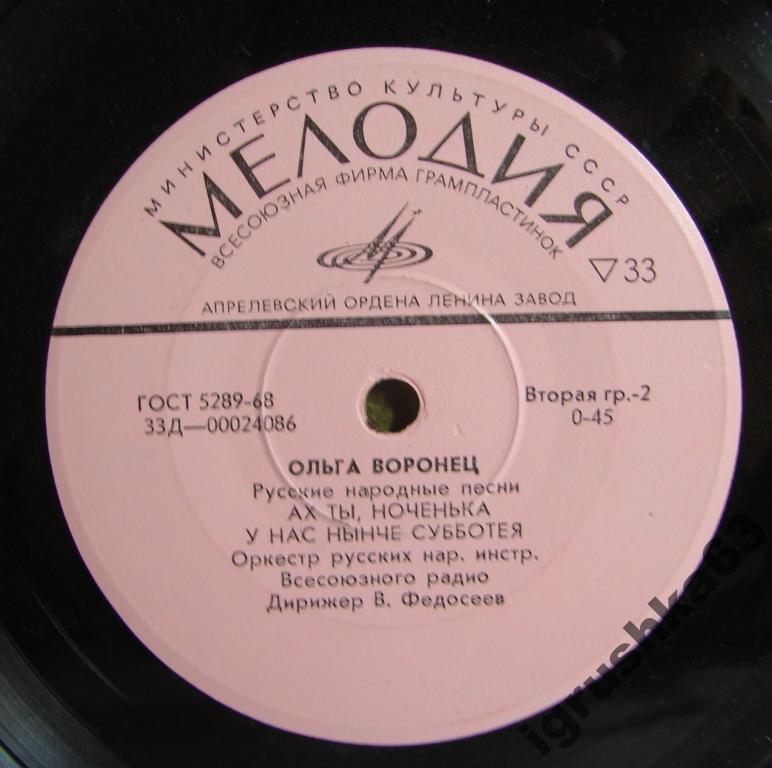 МИНИСТЕРСТВО КУЛЬТУРЫ СССР
МЕЛОДИЯ
ВСЕСОЮЗНАЯ ФИРМА ГРАМПЛАСТИНОК
▽33
АПРЕЛЕВСКИЙ ОРДЕНА ЛЕНИНА ЗАВОД
ГОСТ 5289-68
Вторая гр.-2
33Д—00024086
0-45
ОЛЬГА ВОРОНЕЦ
Русские народные песни
АХ ТЫ, НОЧЕНЬКА
У НАС НЫНЧЕ СУББОТЕЯ
Оркестр русских нар. инстр.
Всесоюзного радио
Дирижер В. Федосеев
igrushka63